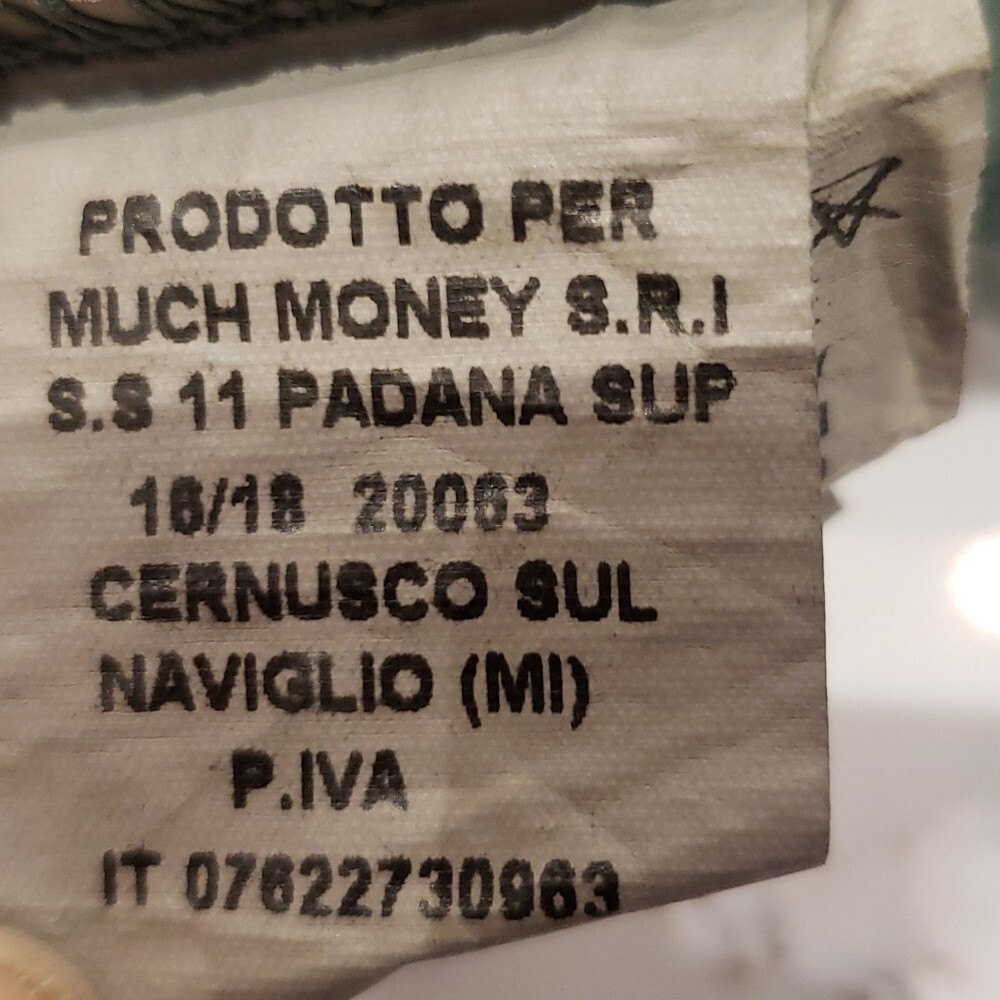 PRODOTTO PER
MUCH MONEY S.R.I
S.S 11 PADANA SUP
16/18 20063
CERNUSCO SUL
NAVIGLIO (MI)
P.IVA
IT 07622730963